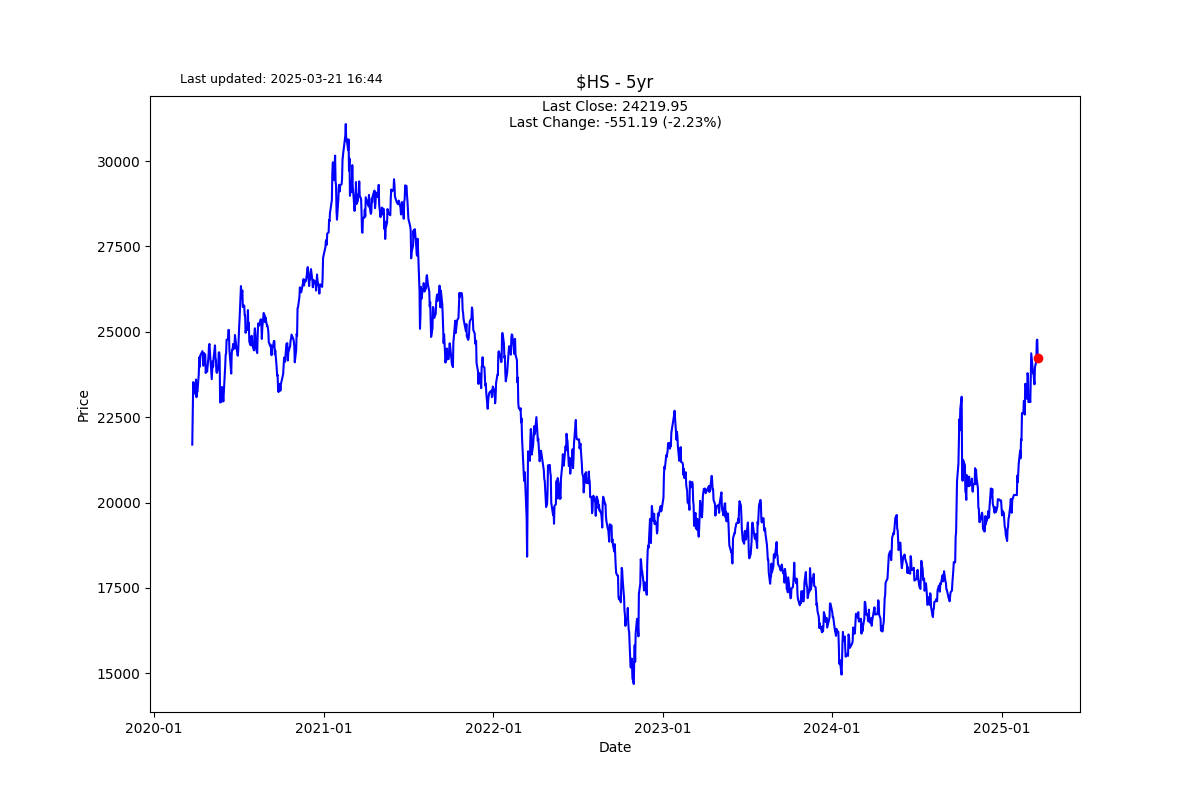 Last updated: 2025-03-21 16:44
$HS - 5yr
Last Close: 24219.95
Last Change: -551.19 (-2.23%)
30000
27500
25000
22500
20000
17500
15000
Price
2020-01
2021-01
2022-01
2023-01
2024-01
2025-01
Date